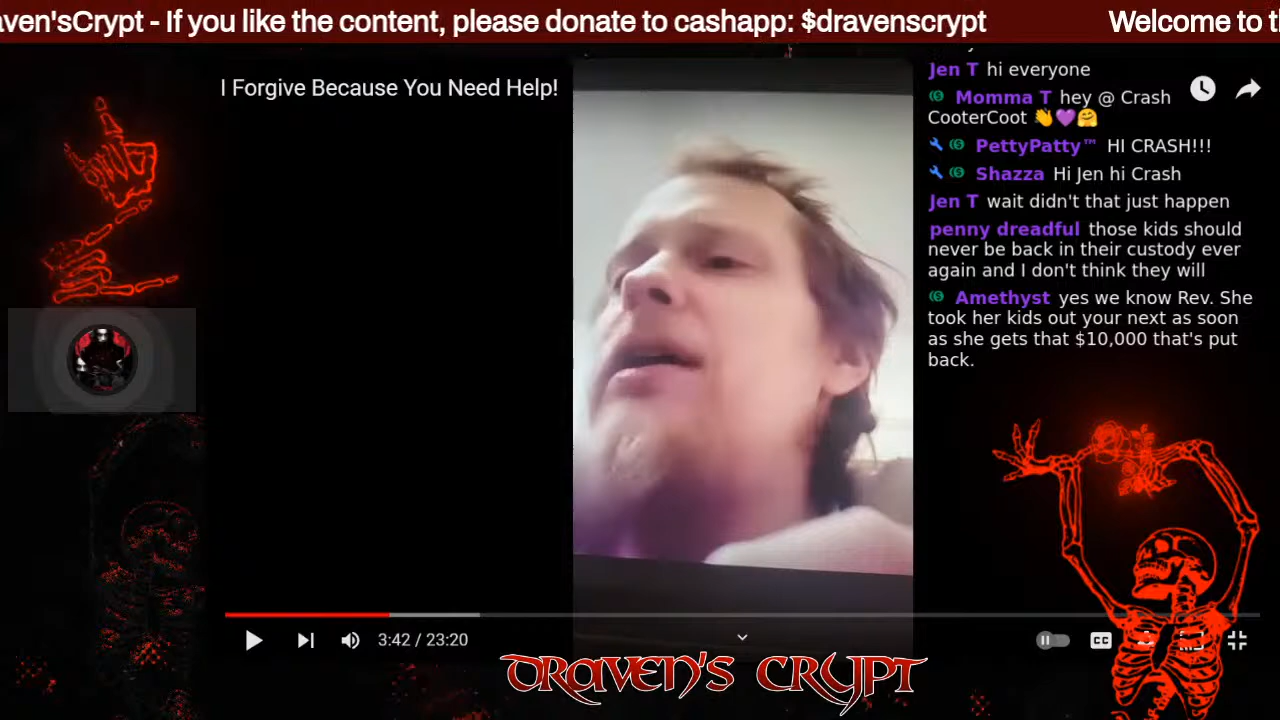 aven'sCrypt - If you like the content, please donate to cashapp: $dravenscrypt
Welcome to t
I Forgive Because You Need Help!
Jen T hi everyone
Momma T hey @ Crash
CooterCoot 👋💜🤗
PettyPatty™ HI CRASH!!!
Shazza Hi Jen hi Crash
Jen T wait didn't that just happen
penny dreadful those kids should
never be back in their custody ever
again and I don't think they will
Amethyst yes we know Rev. She
took her kids out your next as soon
as she gets that $10,000 that's put
back.
3:42 / 23:20
CC
DRAVEN'S CRYPT